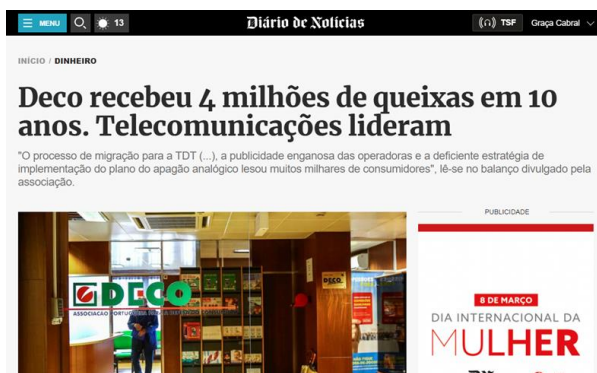 MENU
13
Diário de Notícias
TSF
Graça Cabral
INÍCIO / DINHEIRO
Deco recebeu 4 milhões de queixas em 10
anos. Telecomunicações lideram
"O processo de migração para a TDT (...), a publicidade enganosa das operadoras e a deficiente estratégia de
implementação do plano do apagão analógico lesou muitos milhares de consumidores", lê-se no balanço divulgado pela
associação.
PUBLICIDADE
DECO
8 DE MARÇO
DIA INTERNACIONAL DA
MULHER